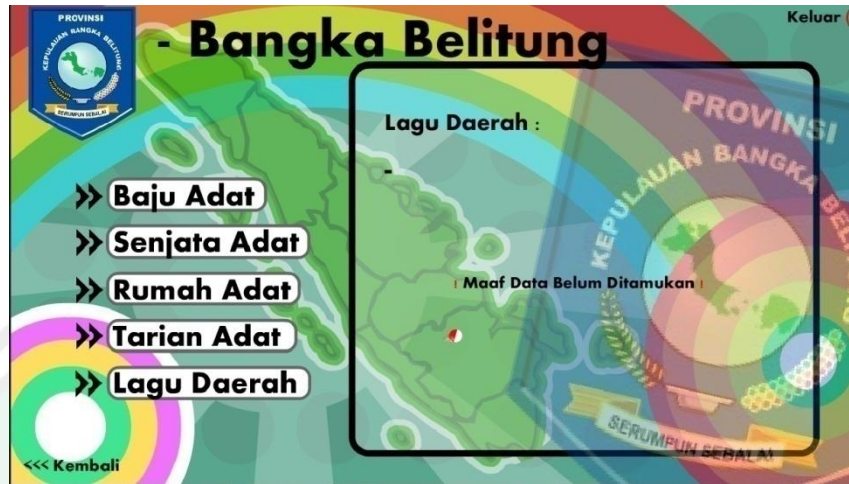 PROVINSI
KEPULAUAN BANGKA BELITUNG
SERUMPUN SEBALAI
- Bangka Belitung
Keluar
Lagu Daerah :
-
! Maaf Data Belum Ditamukan !
>> Baju Adat
>> Senjata Adat
>> Rumah Adat
>> Tarian Adat
>> Lagu Daerah
<<< Kembali
PROVINSI
KEPULAUAN BANGKA BELI
SERUMPUN SEBALAI